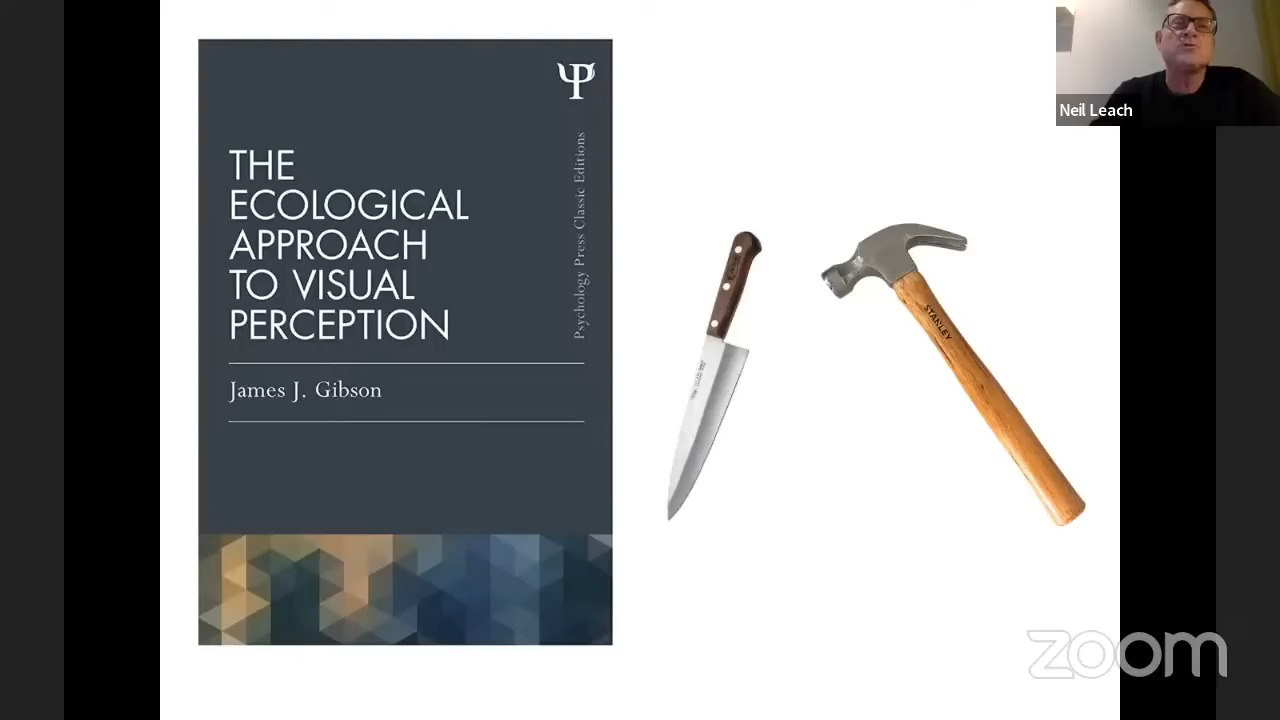 THE
ECOLOGICAL
APPROACH
TO VISUAL
PERCEPTION
James J. Gibson
Psychology Press Classic Editions
STANLEY
Neil Leach
zoom